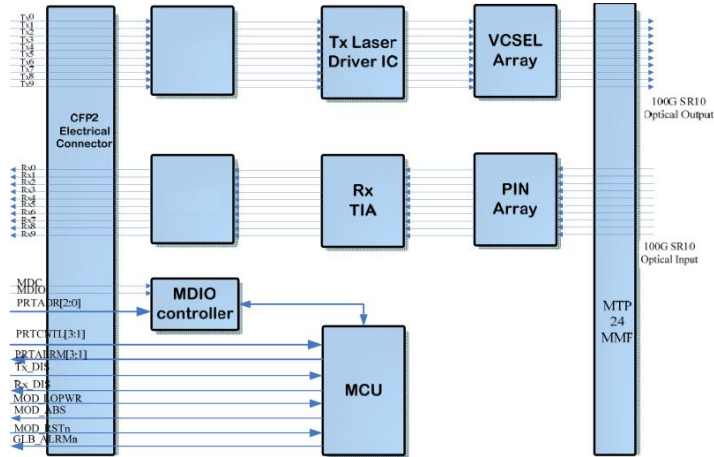 Tx0
Tx1
Tx2
Tx3
Tx4
Tx5
Tx6
Tx7
Tx8
Tx9
CFP2
Electrical
Connector
Tx Laser
Driver IC
VCSEL
Array
100G SR10
Optical Output
Rx0
Rx1
Rx2
Rx3
Rx4
Rx5
Rx6
Rx7
Rx8
Rx9
Rx
TIA
PIN
Array
100G SR10
Optical Input
MDC
MDIO
PRTADR[2:0]
MDIO
controller
MTP
24
MMF
PRTCNTL[3:1]
PRTALRM[3:1]
Tx_DIS
Rx_DIS
MOD_LOPWR
MOD_ABS
MOD_RSTn
GLB_ALRMn
MCU